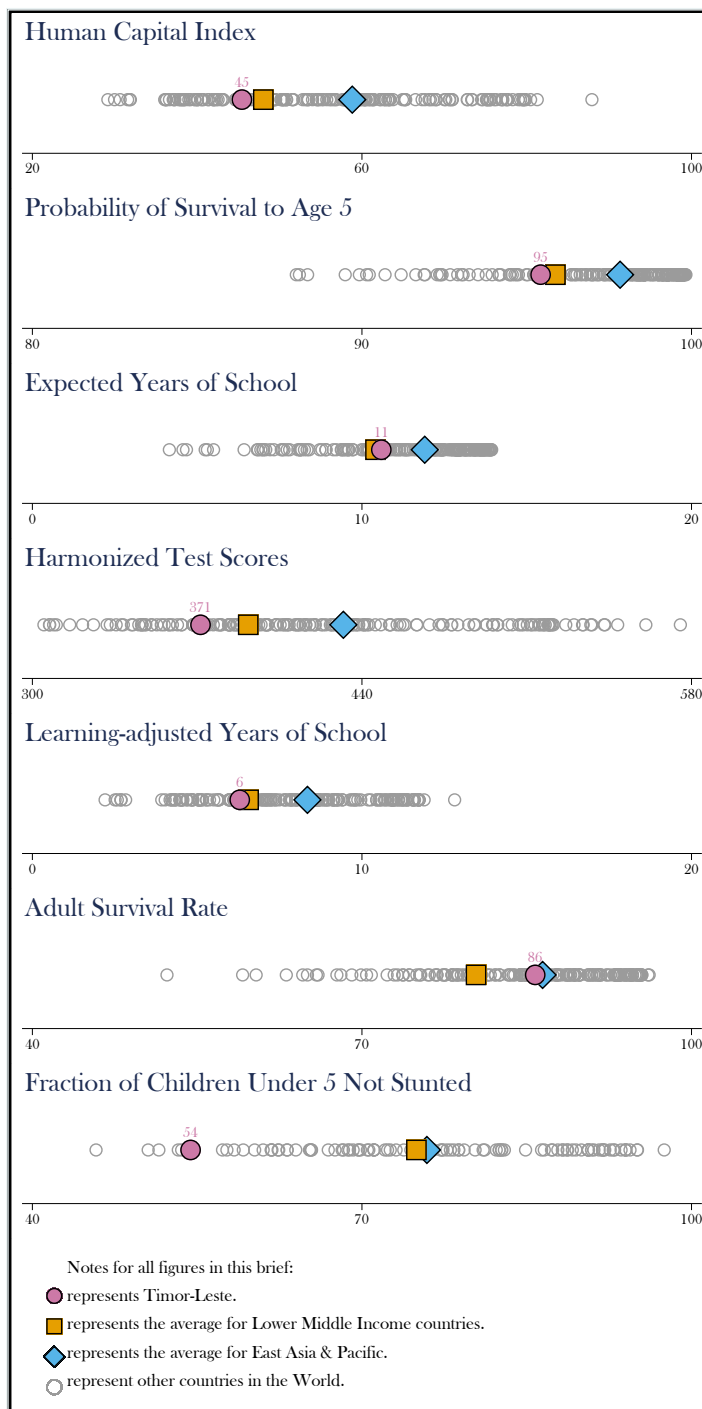 Human Capital Index
45
20 60 100
Probability of Survival to Age 5
95
80 90 100
Expected Years of School
11
0 10 20
Harmonized Test Scores
371
300 440 580
Learning-adjusted Years of School
6
0 10 20
Adult Survival Rate
86
40 70 100
Fraction of Children Under 5 Not Stunted
54
40 70 100
Notes for all figures in this brief:
represents Timor-Leste.
represents the average for Lower Middle Income countries.
represents the average for East Asia & Pacific.
represent other countries in the World.